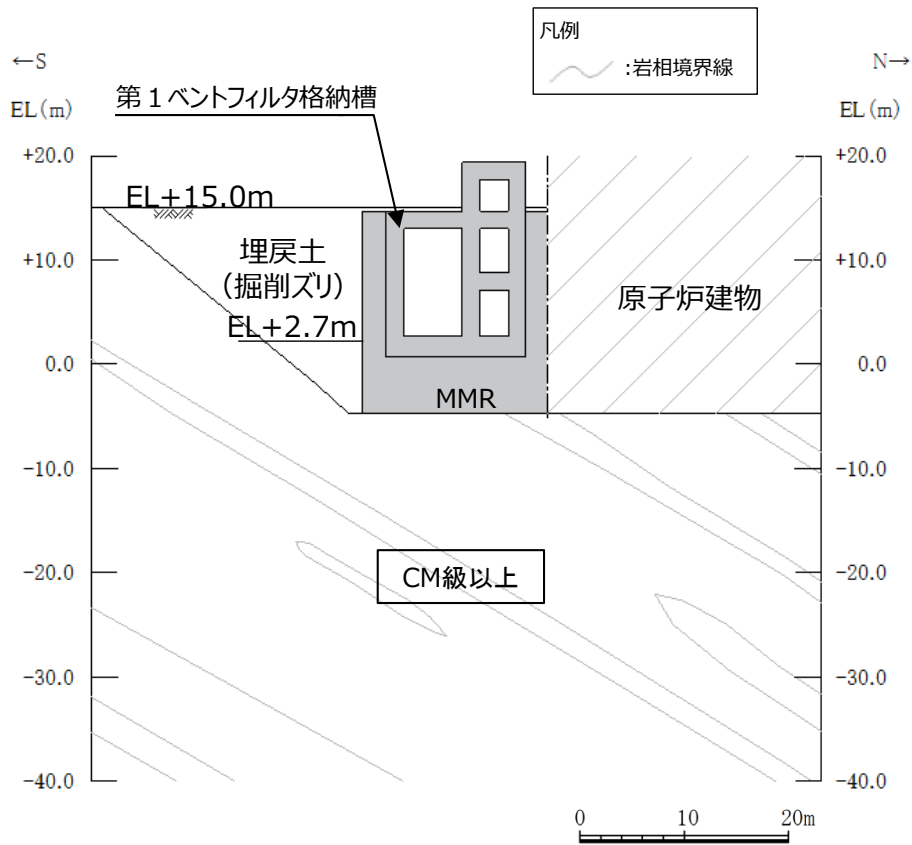 凡例
:岩相境界線
←S
N→
EL(m)
EL(m)
第1ベントフィルタ格納槽
+20.0
+20.0
EL+15.0m
+10.0
+10.0
埋戻土
(掘削ズリ)
原子炉建物
EL+2.7m
0.0
0.0
MMR
-10.0
-10.0
-20.0
-20.0
CM級以上
-30.0
-30.0
-40.0
-40.0
0 10 20m